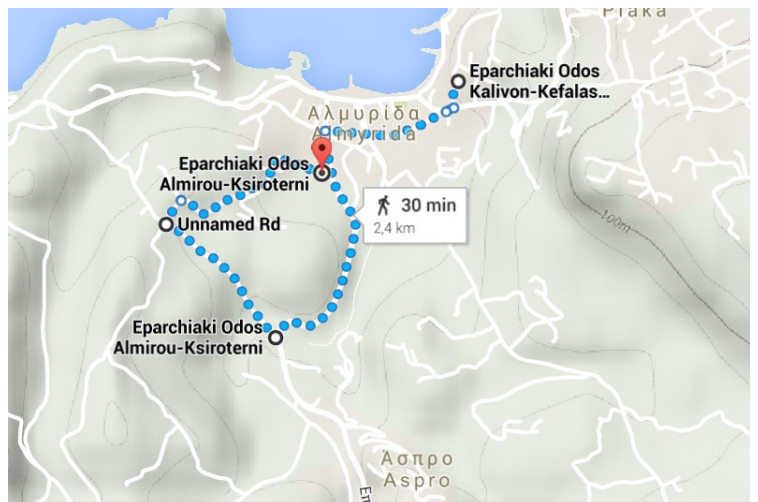 Plaka
Eparchiaki Odos
Kalivon-Kefalas...
Αλμυρίδα
Almyrida
Eparchiaki Odos
Almirou-Ksiroterni
30 min
2,4 km
Unnamed Rd
100m
Eparchiaki Odos
Almirou-Ksiroterni
Άσπρο
Aspro